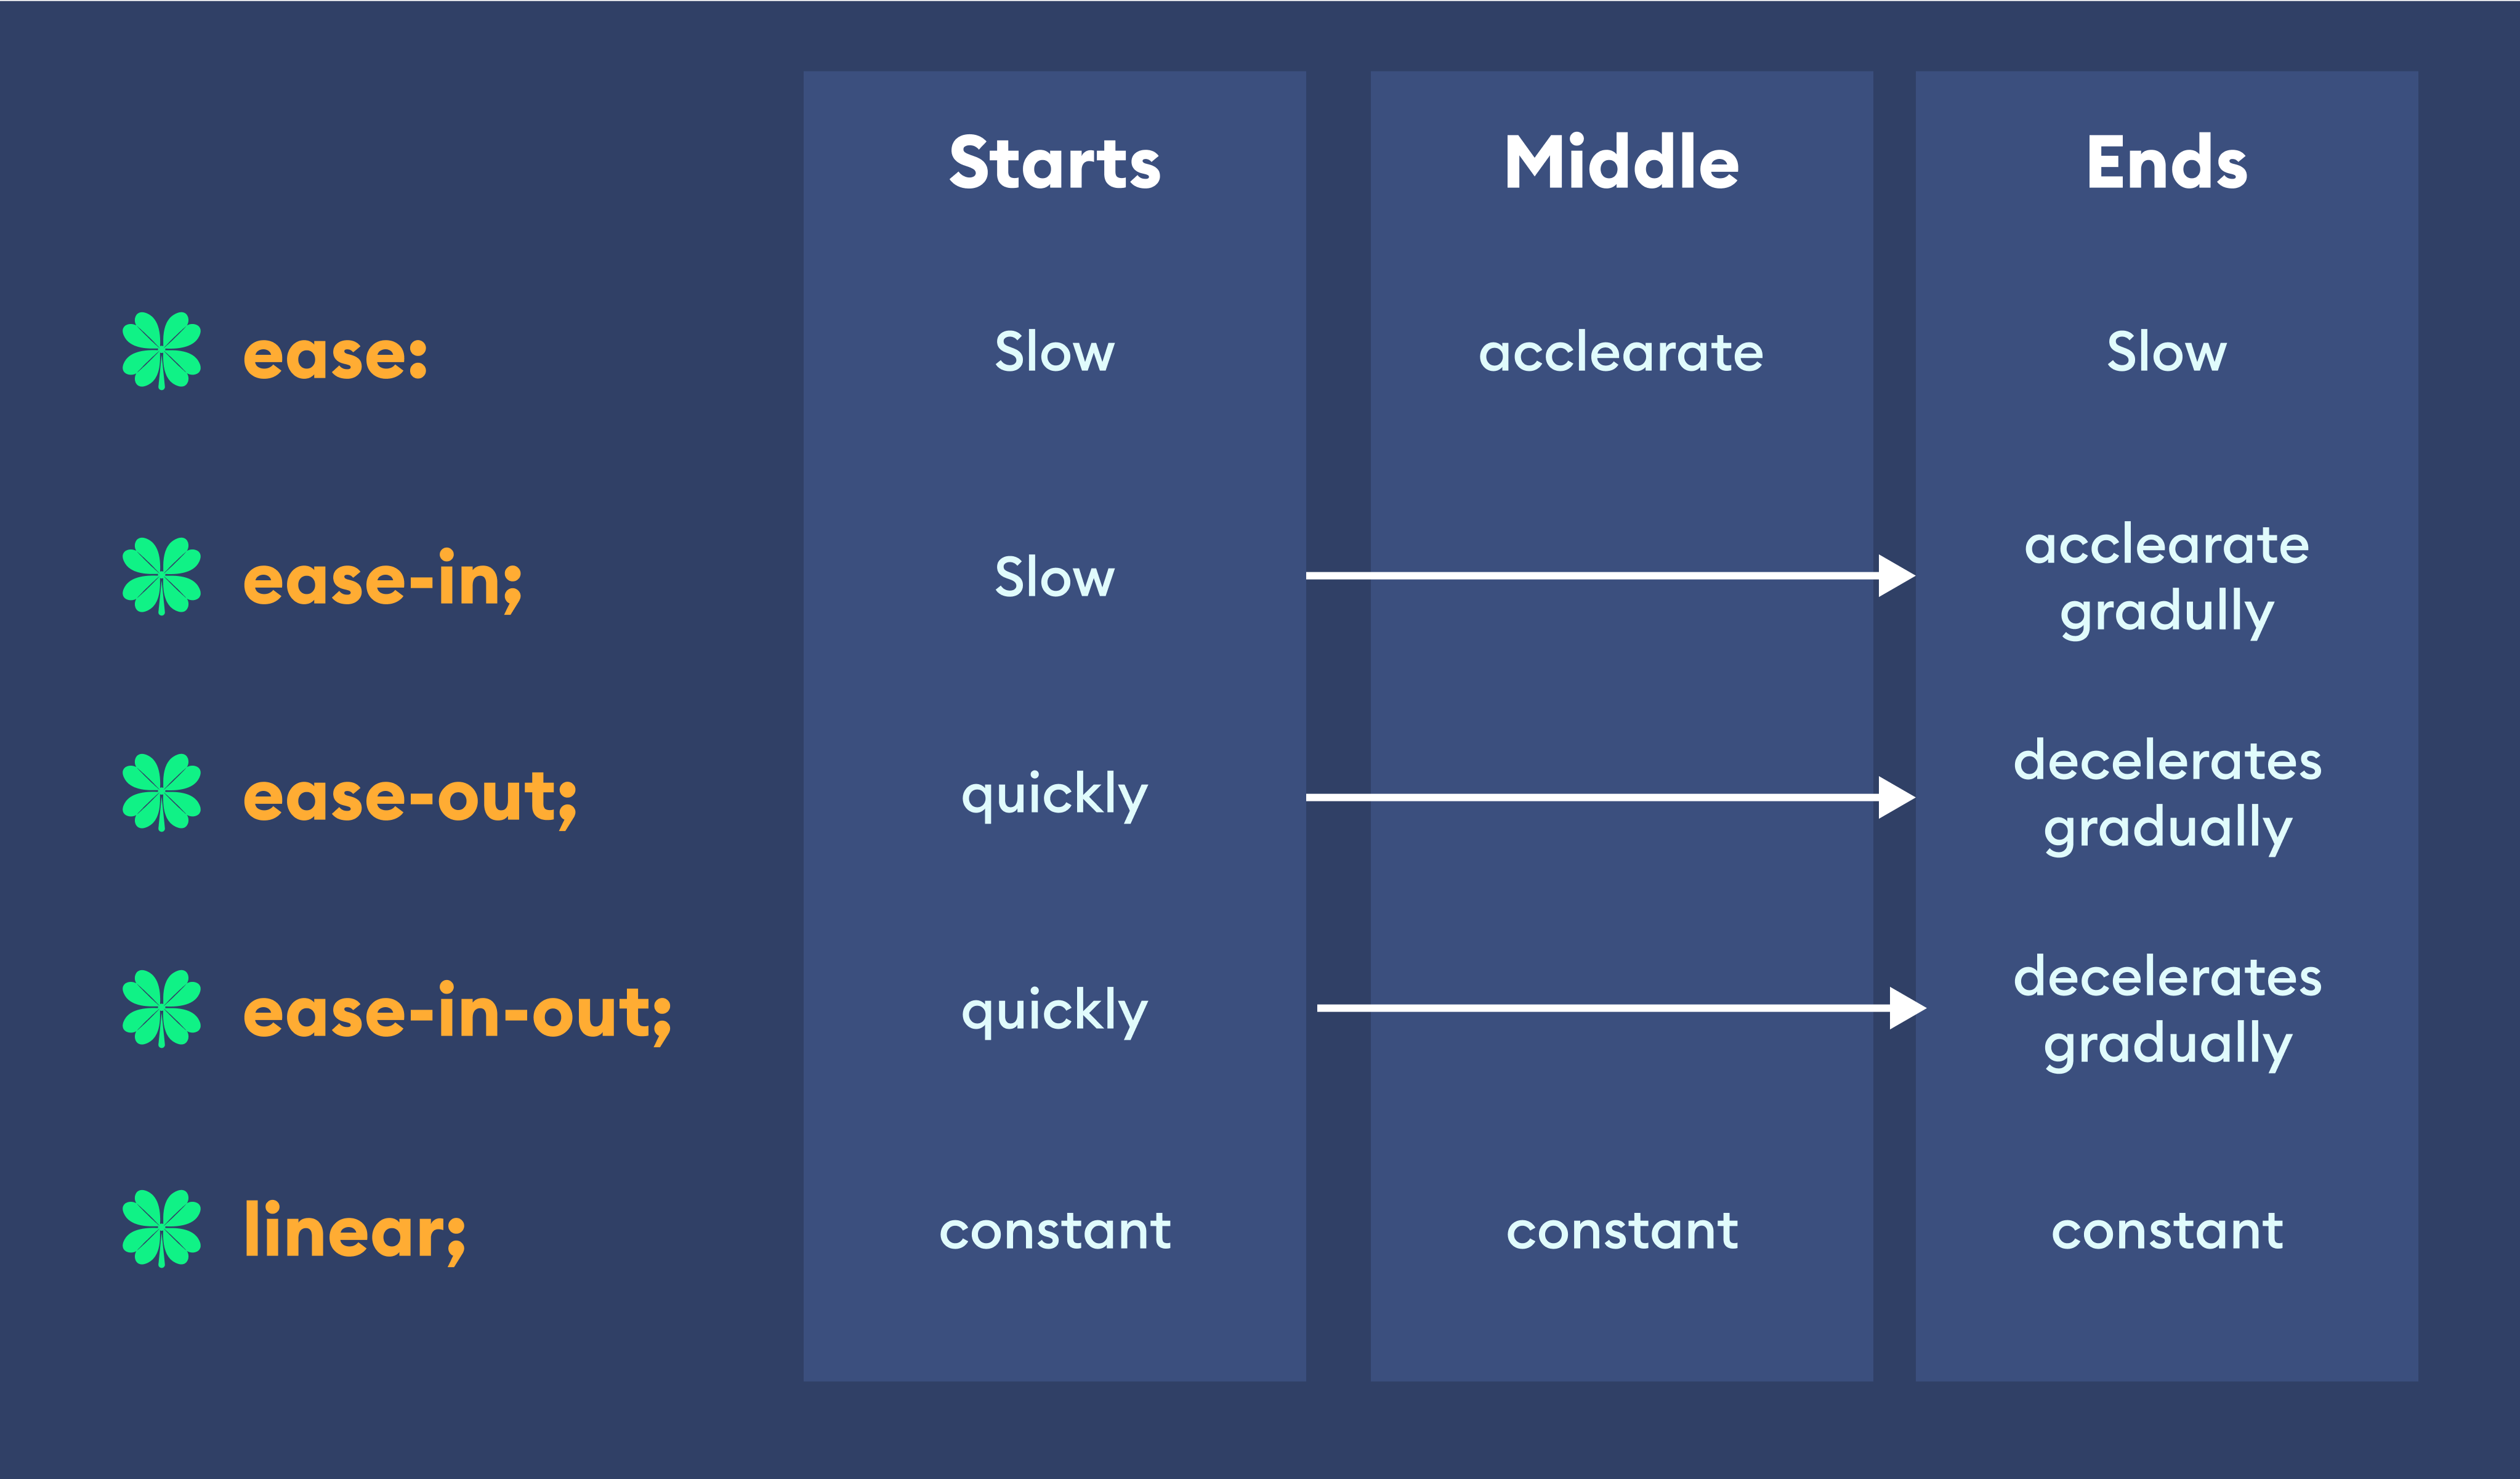 Starts Middle Ends
ease: Slow acclearate Slow
ease-in; Slow acclearate
gradully
ease-out; quickly decelerates
gradually
ease-in-out; quickly decelerates
gradually
linear; constant constant constant